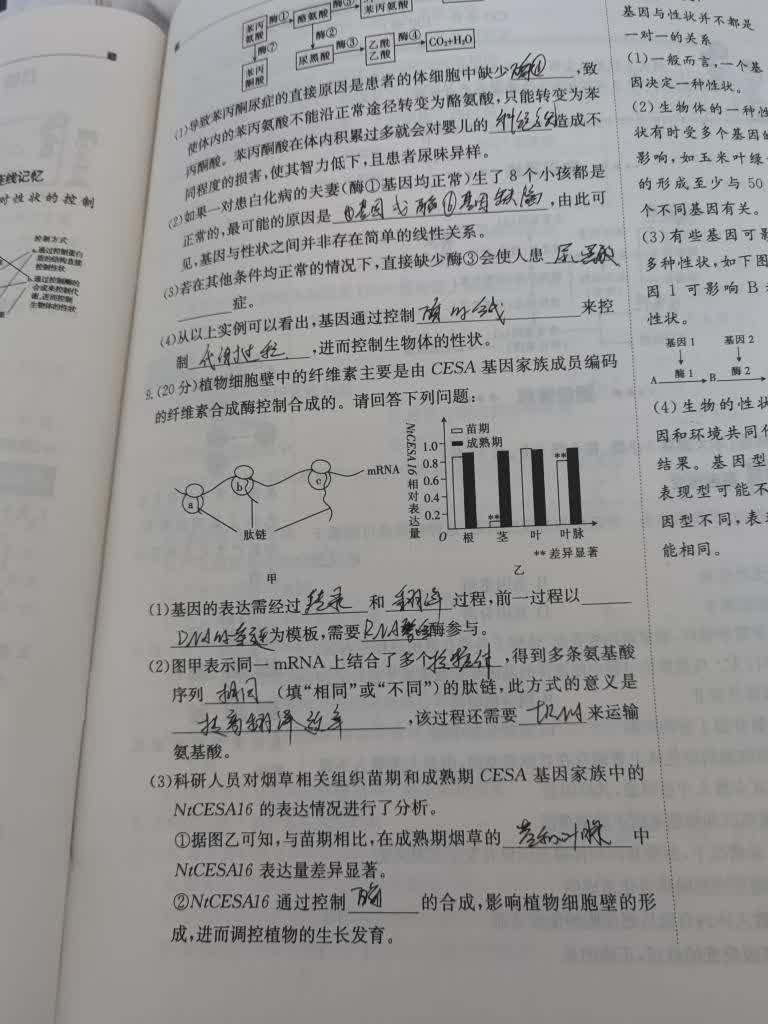 苯丙氨酸 酶① 酪氨酸 酶⑤
苯丙氨酸
酶⑦ 酶②
尿黑酸 酶③ 乙酰乙酸 酶④ CO₂+H₂O
苯丙酮酸
(1)导致苯丙酮尿症的直接原因是患者的体细胞中缺少 酶① ,致
使体内的苯丙氨酸不能沿正常途径转变为酪氨酸,只能转变为苯
丙酮酸。苯丙酮酸在体内积累过多就会对婴儿的 神经系统 造成不
同程度的损害,使其智力低下,且患者尿味异样。
(2)如果一对患白化病的夫妻(酶①基因均正常)生了8个小孩都是
正常的,最可能的原因是 ,由此可
见,基因与性状之间并非存在简单的线性关系。
(3)若在其他条件均正常的情况下,直接缺少酶③会使人患 尿黑酸
症。
(4)从以上实例可以看出,基因通过控制 酶的合成 来控
制 代谢过程 ,进而控制生物体的性状。
9.(20分)植物细胞壁中的纤维素主要是由CESA基因家族成员编码
的纤维素合成酶控制合成的。请回答下列问题:
a b c mRNA
肽链
甲
NtCESA16相对表达量
苗期
成熟期
1.0
0.8
0.6
0.4
0.2
0
** **
根 茎 叶 叶脉
**差异显著
乙
(1)基因的表达需经过 转录 和 翻译 过程,前一过程以
DNA的一条链 为模板,需要 RNA聚合 酶参与。
(2)图甲表示同一mRNA上结合了多个 核糖体 ,得到多条氨基酸
序列 相同 (填“相同”或“不同”)的肽链,此方式的意义是
提高翻译效率 ,该过程还需要 tRNA 来运输
氨基酸。
(3)科研人员对烟草相关组织苗期和成熟期CESA基因家族中的
NtCESA16的表达情况进行了分析。
①据图乙可知,与苗期相比,在成熟期烟草的 茎和叶脉 中
NtCESA16表达量差异显著。
②NtCESA16通过控制 酶 的合成,影响植物细胞壁的形
成,进而调控植物的生长发育。
在线记忆
对性状的控制
控制方式
通过控制蛋白
质的结构直接
控制性状
通过控制酶的
合成来控制代
谢,进而控制
生物体的性状
基因与性状并不都是
一对一的关系
(1)一般而言,一个基
因决定一种性状。
(2)生物体的一种性
状有时受多个基因的
影响,如玉米叶绿
的形成至少与50
个不同基因有关。
(3)有些基因可影
多种性状,如下图
因1可影响B
性状。
基因1 基因2
A 酶1 B 酶2
(4)生物的性状
因和环境共同作
结果。基因型
表现型可能不
因型不同,表
能相同。